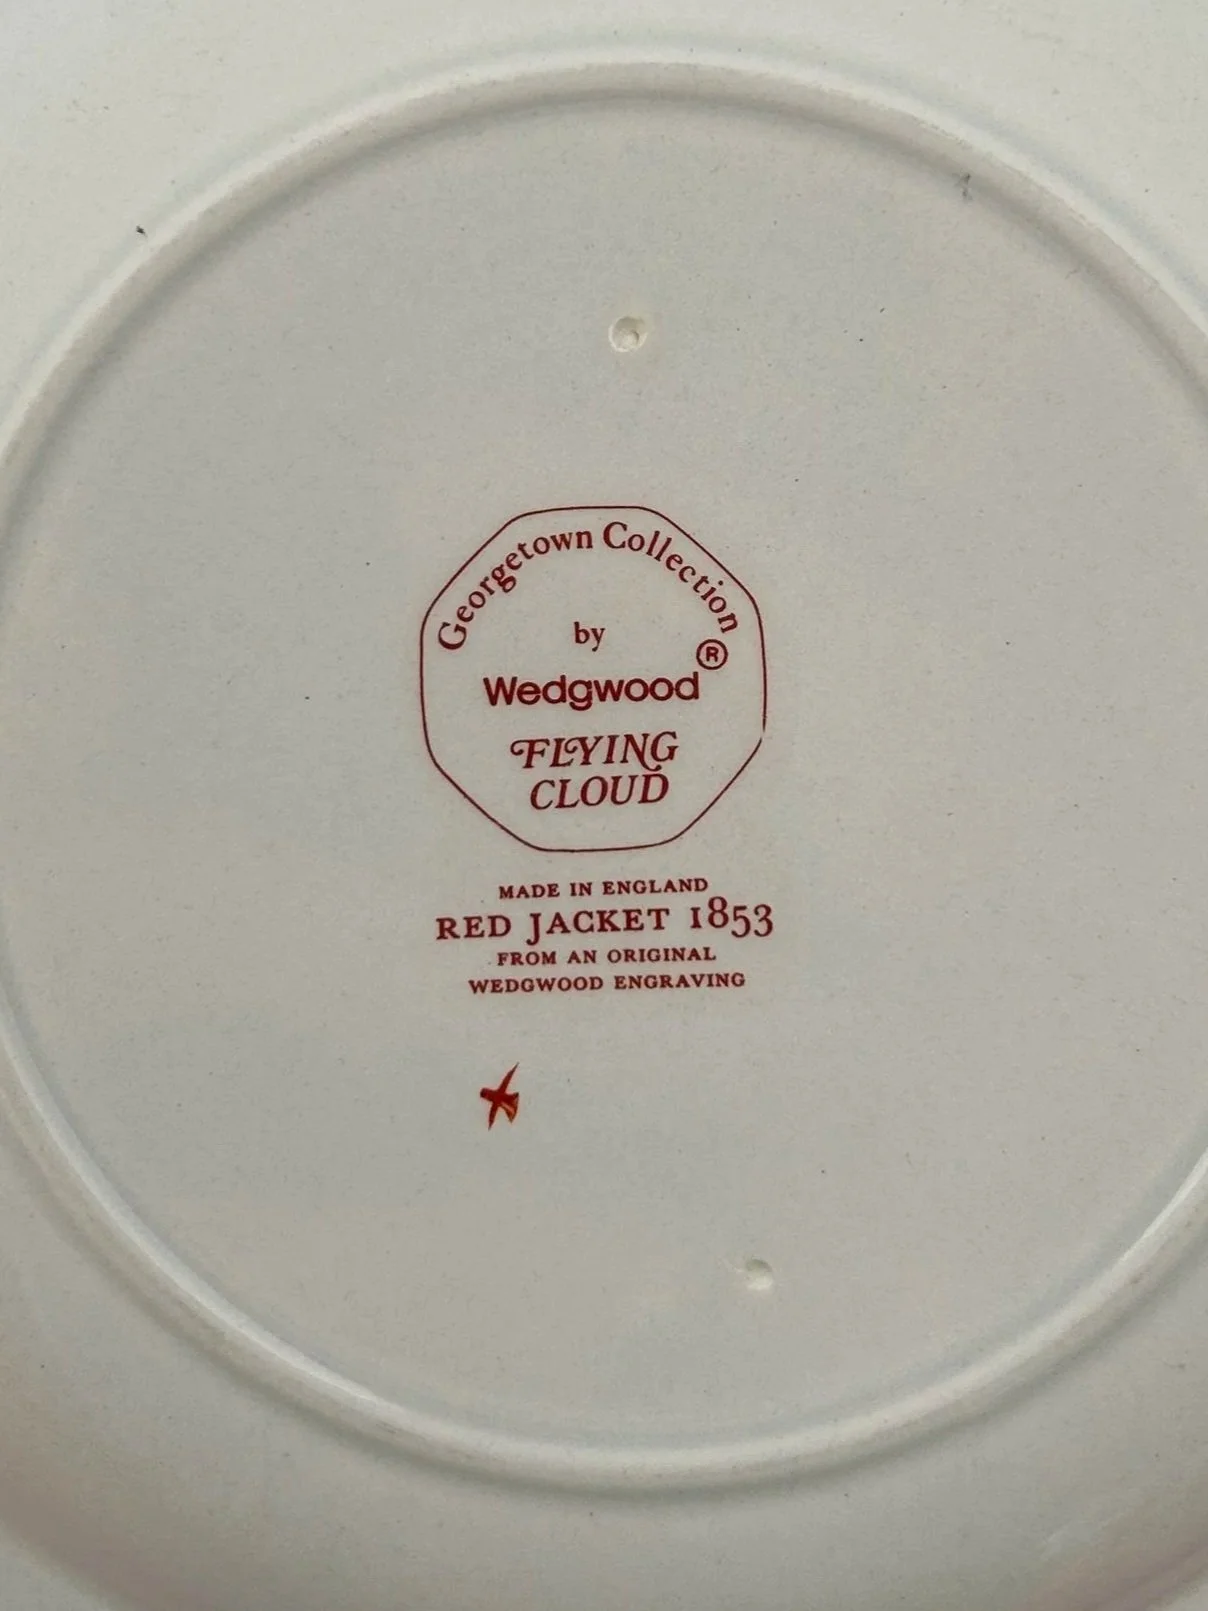 Georgetown Collection
by
Wedgwood®
FLYING
CLOUD
MADE IN ENGLAND
RED JACKET 1853
FROM AN ORIGINAL
WEDGWOOD ENGRAVING